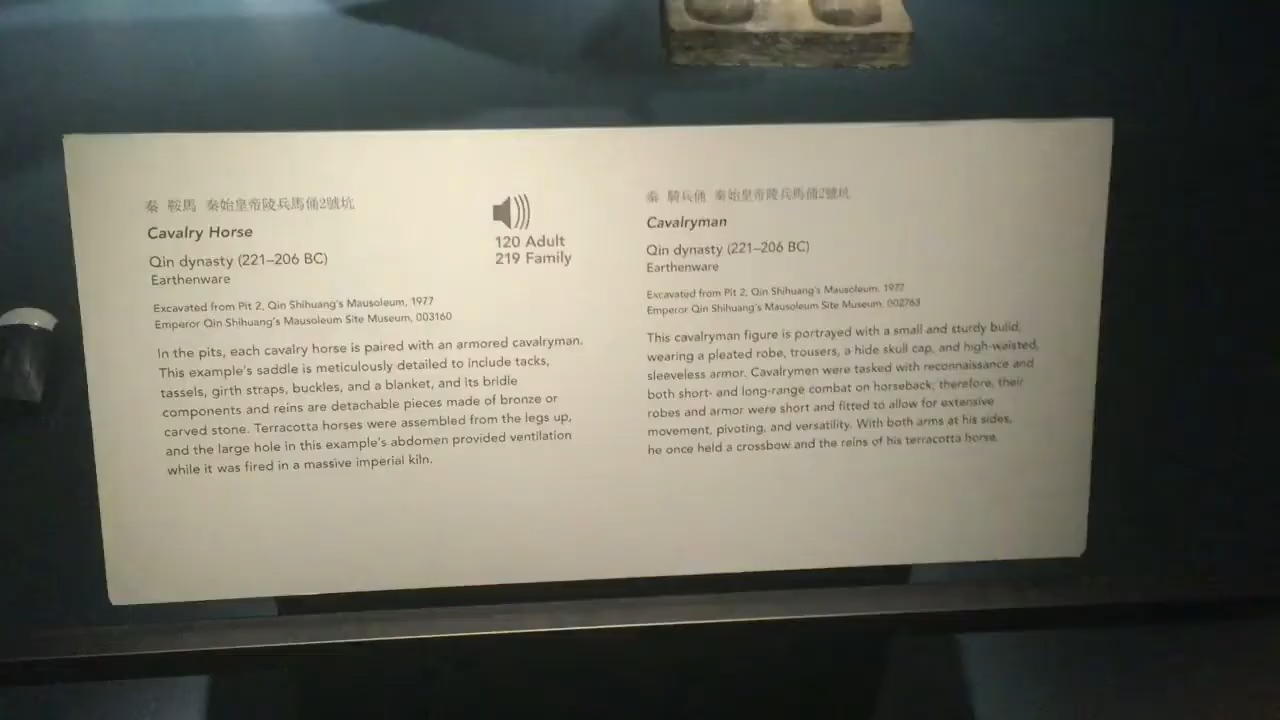 秦 鞍馬 秦始皇帝陵兵馬俑2號坑
Cavalry Horse
Qin dynasty (221–206 BC)
Earthenware
Excavated from Pit 2, Qin Shihuang's Mausoleum, 1977
Emperor Qin Shihuang's Mausoleum Site Museum, 003160
In the pits, each cavalry horse is paired with an armored cavalryman.
This example's saddle is meticulously detailed to include tacks,
tassels, girth straps, buckles, and a blanket, and its bridle
components and reins are detachable pieces made of bronze or
carved stone. Terracotta horses were assembled from the legs up,
and the large hole in this example's abdomen provided ventilation
while it was fired in a massive imperial kiln.
120 Adult
219 Family
秦 騎兵俑 秦始皇帝陵兵馬俑2號坑
Cavalryman
Qin dynasty (221–206 BC)
Earthenware
Excavated from Pit 2, Qin Shihuang's Mausoleum, 1977
Emperor Qin Shihuang's Mausoleum Site Museum, 002763
This cavalryman figure is portrayed with a small and sturdy build,
wearing a pleated robe, trousers, a hide skull cap, and high-waisted,
sleeveless armor. Cavalrymen were tasked with reconnaissance and
both short- and long-range combat on horseback; therefore, their
robes and armor were short and fitted to allow for extensive
movement, pivoting, and versatility. With both arms at his sides,
he once held a crossbow and the reins of his terracotta horse.